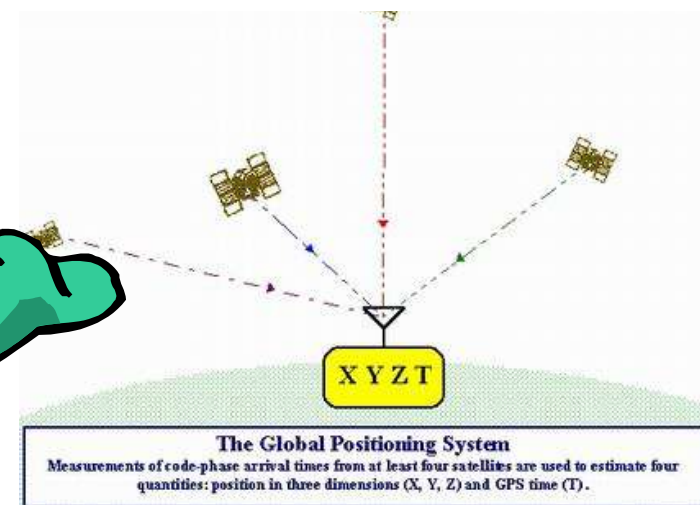 X Y Z T
The Global Positioning System
Measurements of code-phase arrival times from at least four satellites are used to estimate four
quantities: position in three dimensions (X, Y, Z) and GPS time (T).